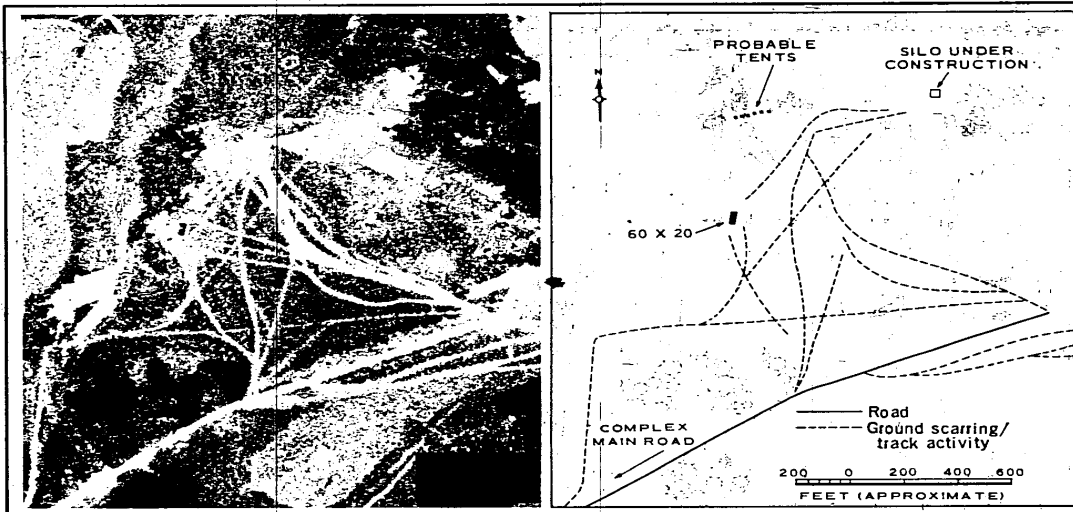 PROBABLE
TENTS
SILO UNDER
CONSTRUCTION
N
60 X 20
Road
Ground scarring/
track activity
COMPLEX
MAIN ROAD
200 0 200 400 600
FEET (APPROXIMATE)